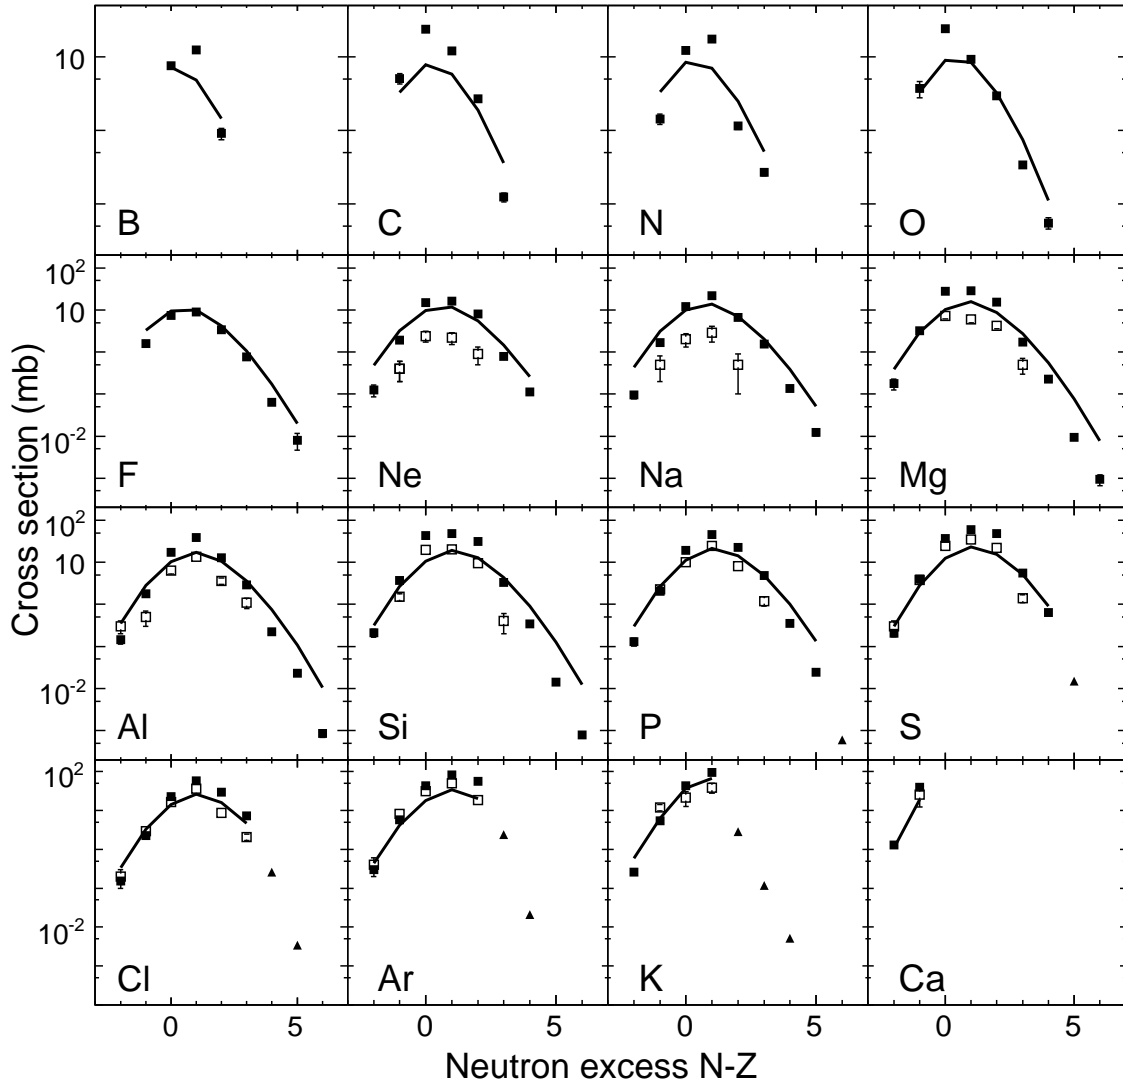 10
B
C
N
O
10²
10
10⁻²
F
Ne
Na
Mg
10²
10
10⁻²
Al
Si
P
S
10²
10⁻²
Cl
Ar
K
Ca
0 5 0 5 0 5 0 5
Neutron excess N-Z
Cross section (mb)